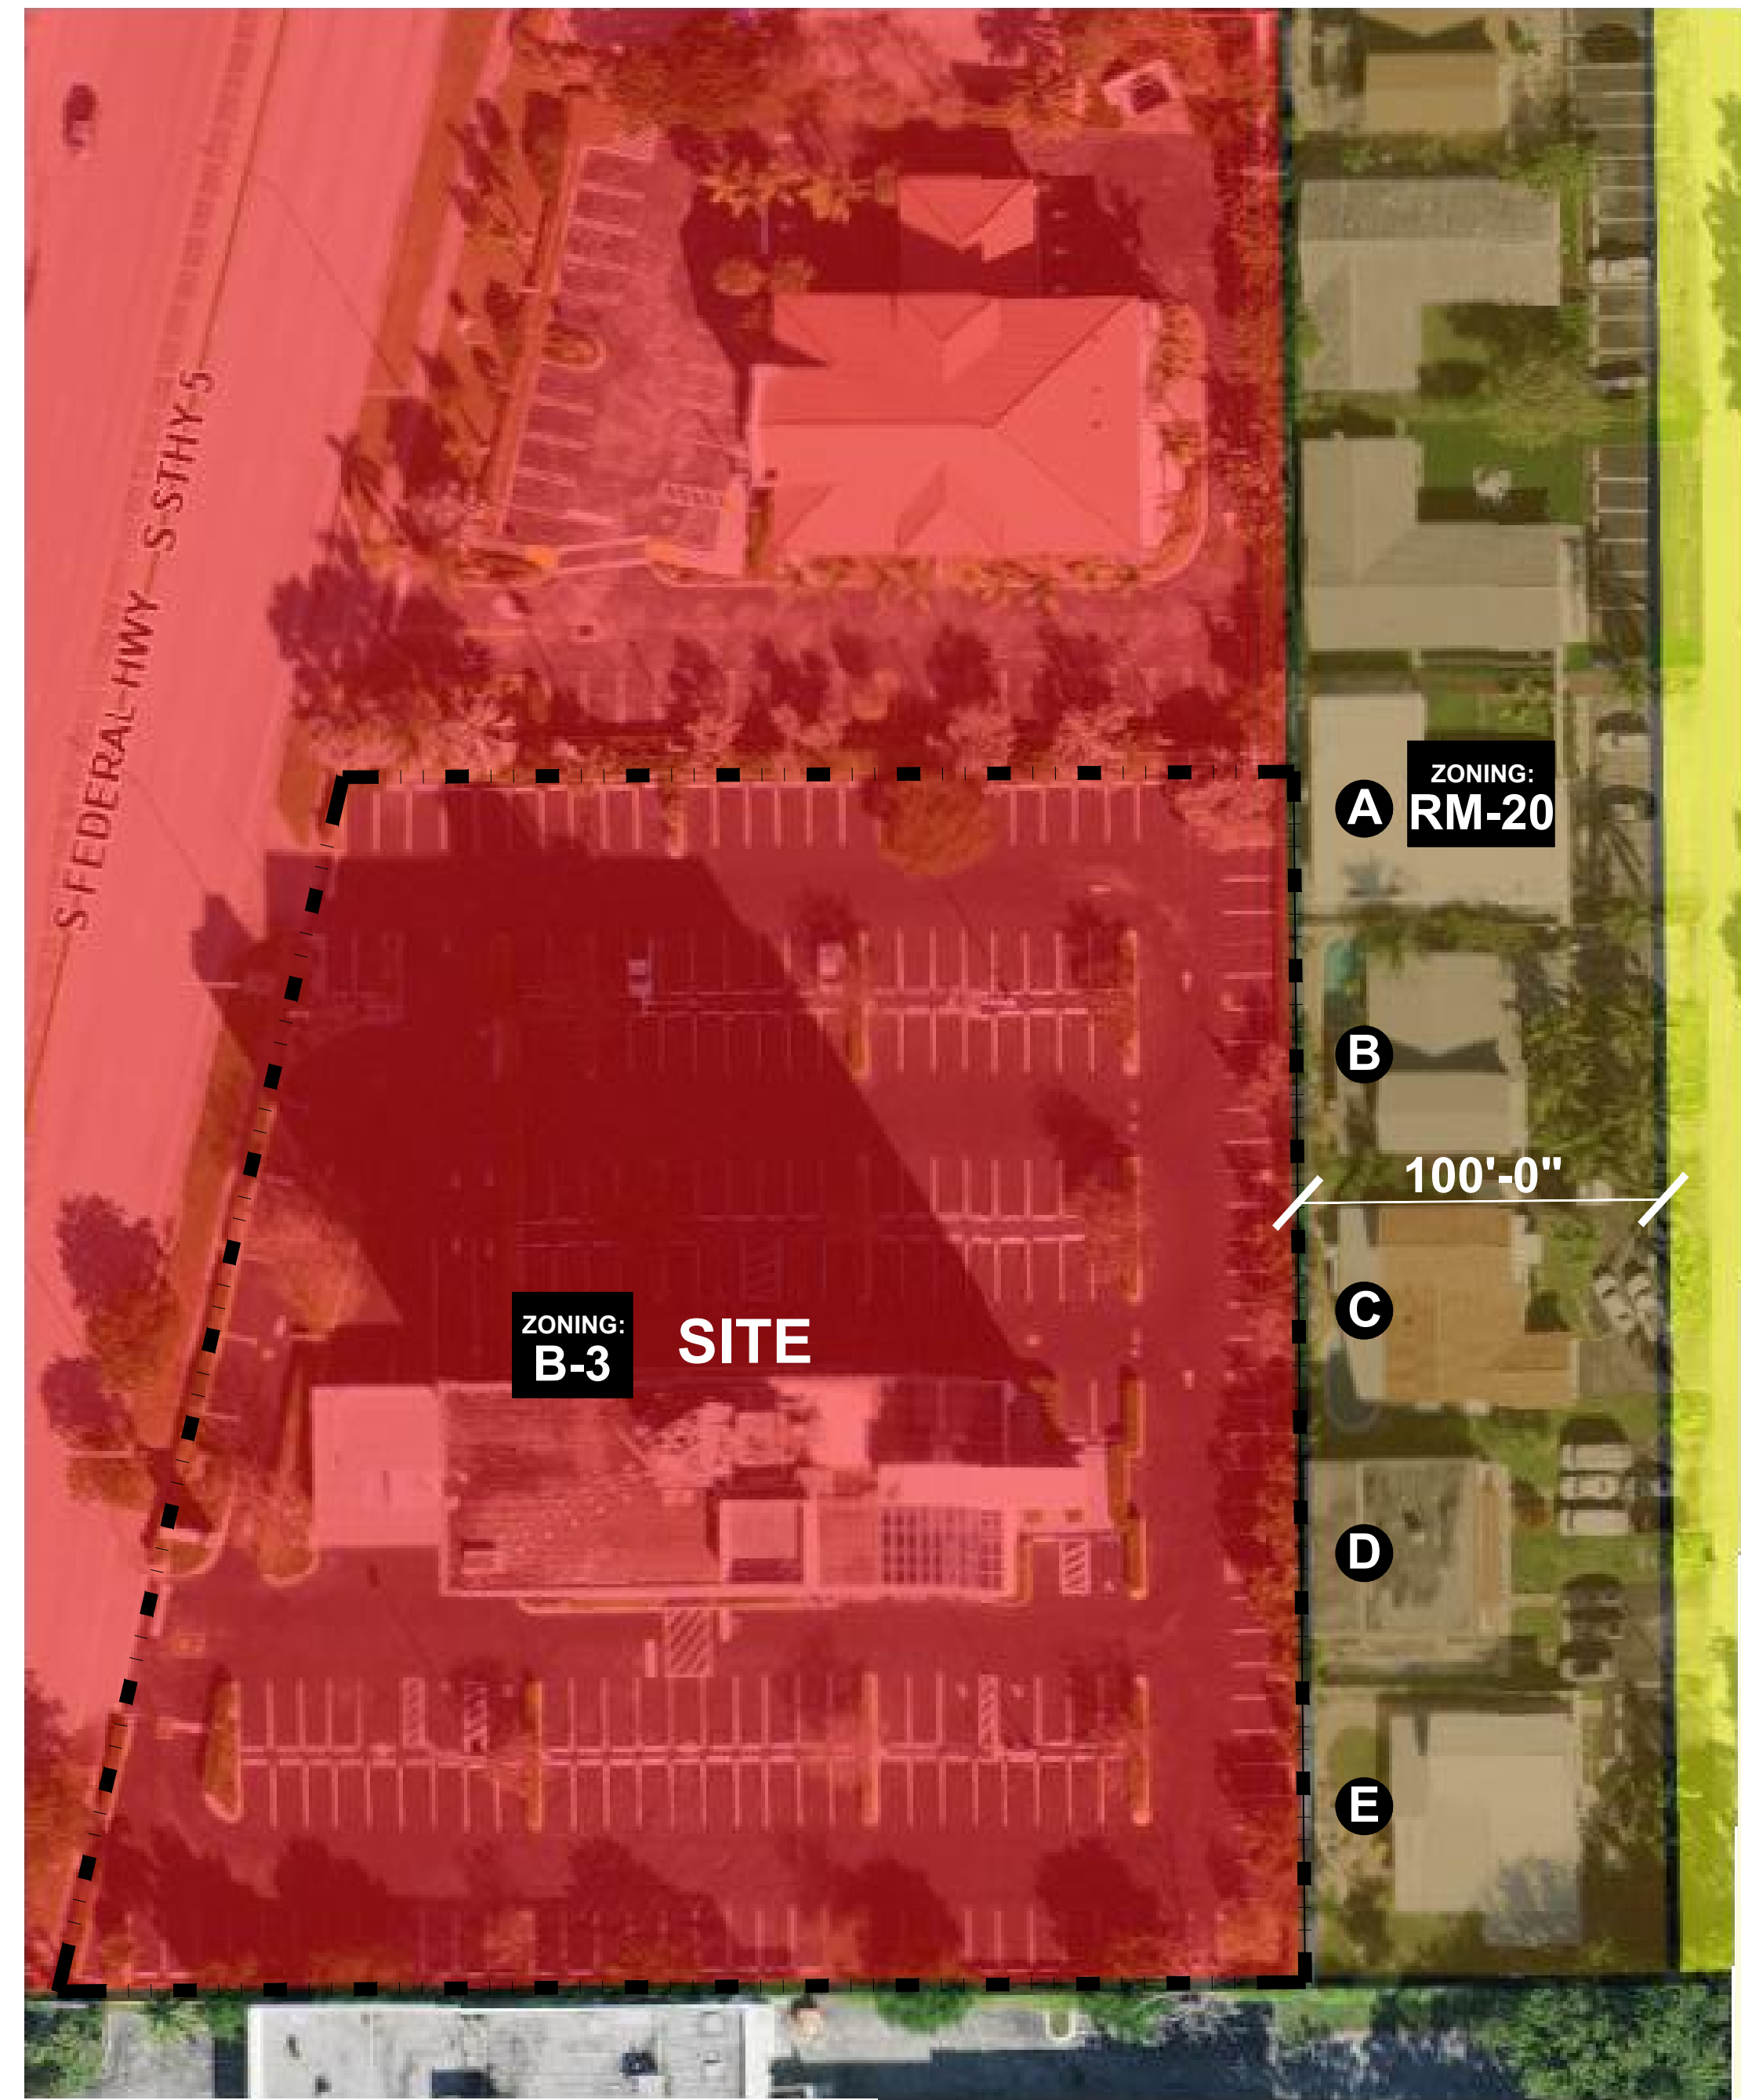 S-FEDERAL-HWY—S-STHY-5
ZONING:
RM-20
A
B
100'-0"
C
ZONING:
B-3
SITE
D
E